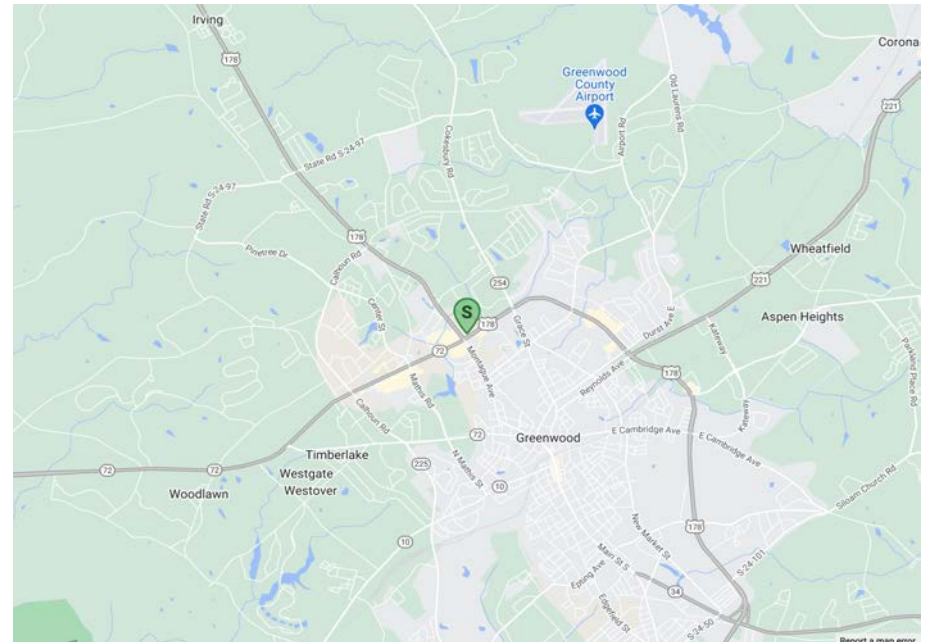 Irving
178
Corona
Greenwood
County
Airport
221
Old Laurens Rd
Airport Rd
Cokesbury Rd
State Rd S-24-97
State Rd S-24-97
178
Pinetree Dr
Calhoun Rd
Wheatfield
221
254
Center St
S
178
Grace St
Durst Ave E
Kateway
Aspen Heights
72
Montague Ave
Reynolds Ave
Parkland Place Rd
Mathis Rd
178
Calhoun Rd
Kateway
72
Greenwood
E Cambridge Ave
E Cambridge Ave
Timberlake
N Mathis St
72
72
225
Westgate
Woodlawn
Westover
10
Siloam Church Rd
New Market St
178
10
Main St S
S-24-101
Epting Ave
34
Edgefield St
S-24-50
Report a map error